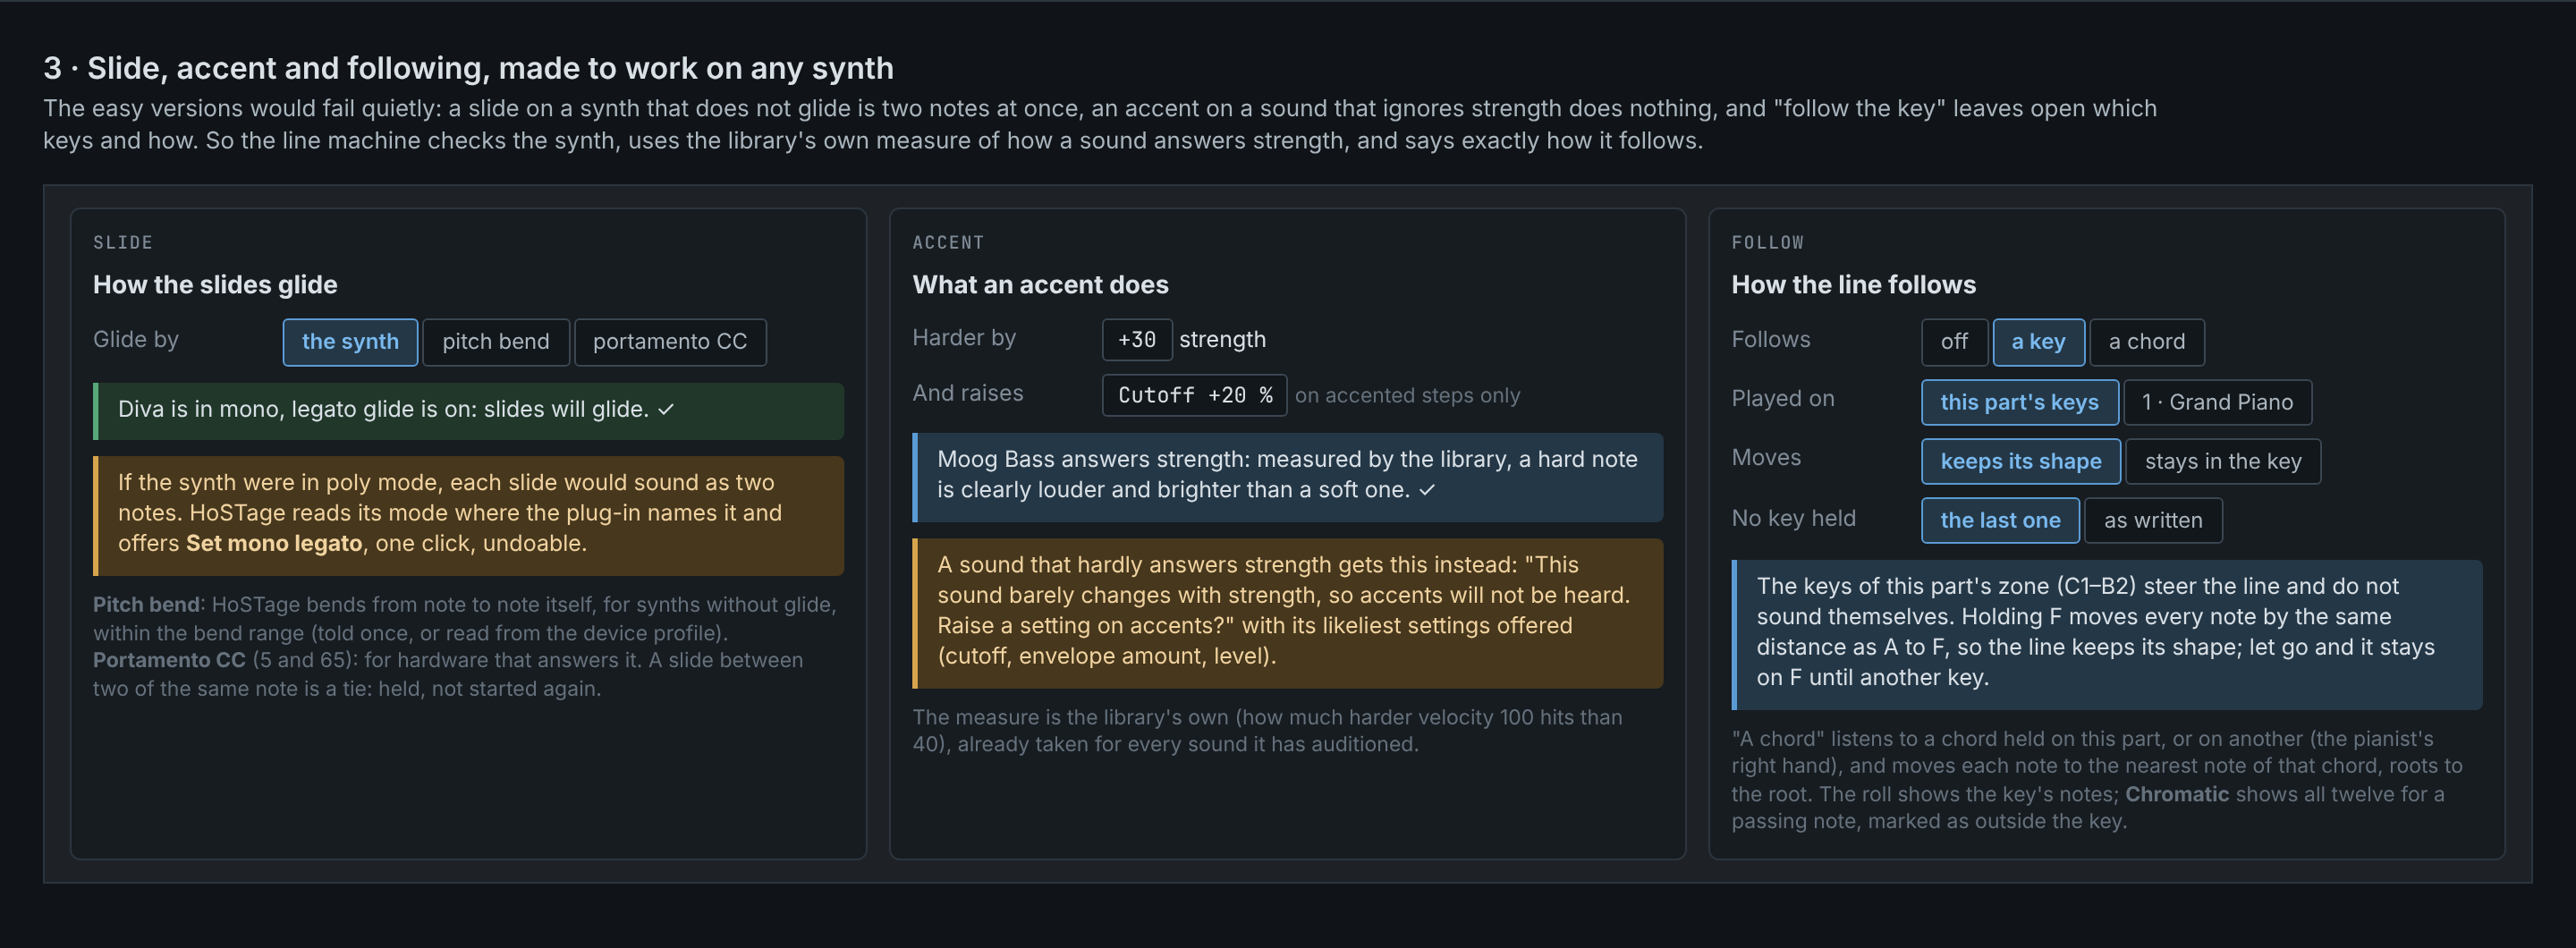 3 · Slide, accent and following, made to work on any synth
The easy versions would fail quietly: a slide on a synth that does not glide is two notes at once, an accent on a sound that ignores strength does nothing, and "follow the key" leaves open which
keys and how. So the line machine checks the synth, uses the library's own measure of how a sound answers strength, and says exactly how it follows.
SLIDE
How the slides glide
Glide by the synth pitch bend portamento CC
Diva is in mono, legato glide is on: slides will glide. ✓
If the synth were in poly mode, each slide would sound as two
notes. HoSTage reads its mode where the plug-in names it and
offers Set mono legato, one click, undoable.
Pitch bend: HoSTage bends from note to note itself, for synths without glide,
within the bend range (told once, or read from the device profile).
Portamento CC (5 and 65): for hardware that answers it. A slide between
two of the same note is a tie: held, not started again.
ACCENT
What an accent does
Harder by +30 strength
And raises Cutoff +20 % on accented steps only
Moog Bass answers strength: measured by the library, a hard note
is clearly louder and brighter than a soft one. ✓
A sound that hardly answers strength gets this instead: "This
sound barely changes with strength, so accents will not be heard.
Raise a setting on accents?" with its likeliest settings offered
(cutoff, envelope amount, level).
The measure is the library's own (how much harder velocity 100 hits than
40), already taken for every sound it has auditioned.
FOLLOW
How the line follows
Follows off a key a chord
Played on this part's keys 1 · Grand Piano
Moves keeps its shape stays in the key
No key held the last one as written
The keys of this part's zone (C1–B2) steer the line and do not
sound themselves. Holding F moves every note by the same
distance as A to F, so the line keeps its shape; let go and it stays
on F until another key.
"A chord" listens to a chord held on this part, or on another (the pianist's
right hand), and moves each note to the nearest note of that chord, roots to
the root. The roll shows the key's notes; Chromatic shows all twelve for a
passing note, marked as outside the key.